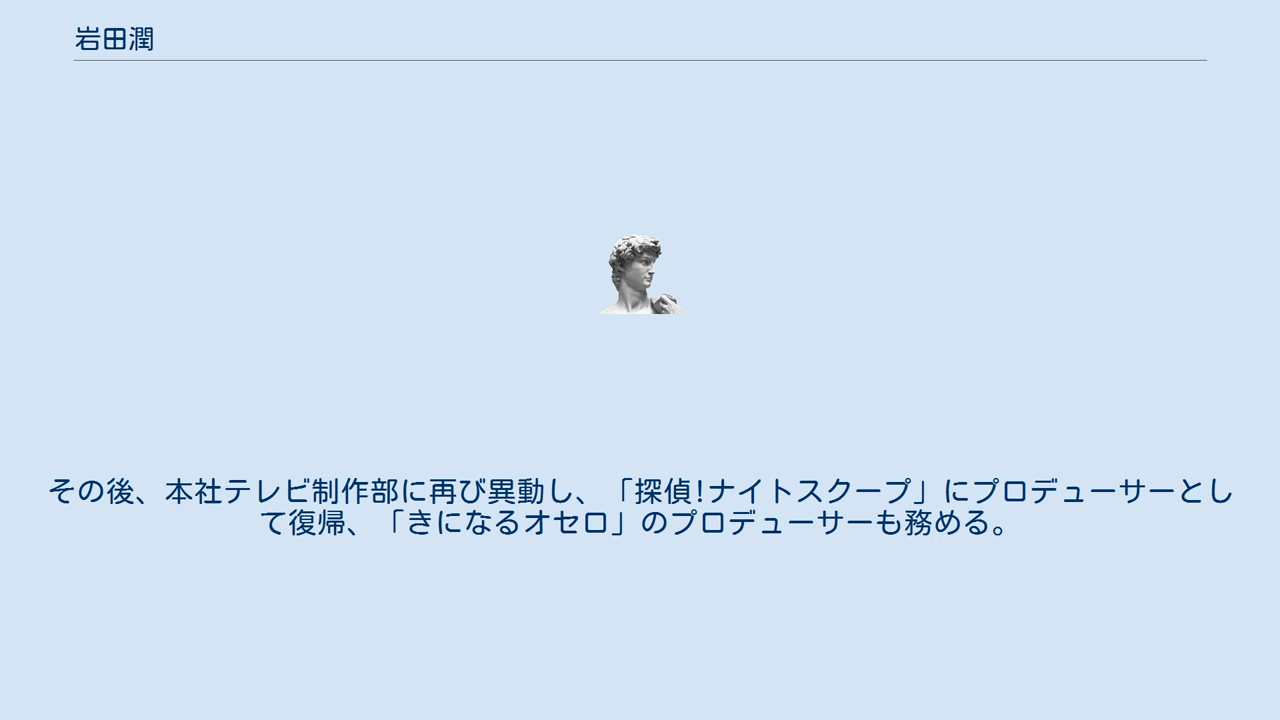 岩田潤
その後、本社テレビ制作部に再び異動し、「探偵!ナイトスクープ」にプロデューサーとし
て復帰、「きになるオセロ」のプロデューサーも務める。